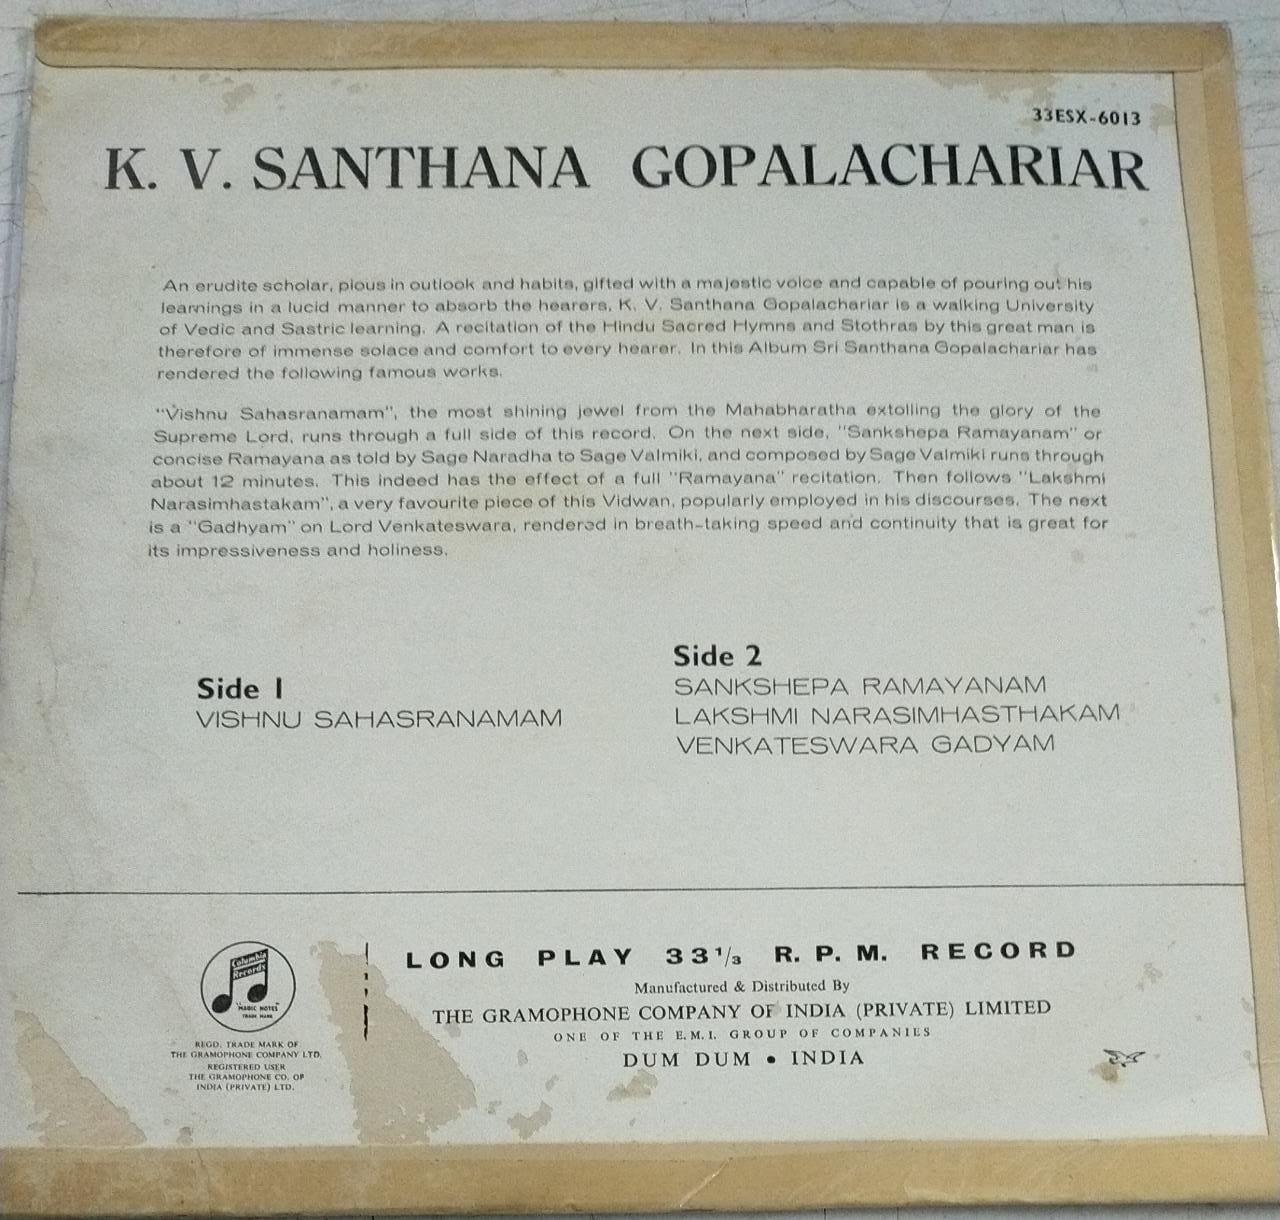 33ESX-6013
K. V. SANTHANA GOPALACHARIAR
An erudite scholar, pious in outlook and habits, gifted with a majestic voice and capable of pouring out his
learnings in a lucid manner to absorb the hearers, K. V. Santhana Gopalachariar is a walking University
of Vedic and Sastric learning. A recitation of the Hindu Sacred Hymns and Stothras by this great man is
therefore of immense solace and comfort to every hearer. In this Album Sri Santhana Gopalachariar has
rendered the following famous works.
"Vishnu Sahasranamam", the most shining jewel from the Mahabharatha extolling the glory of the
Supreme Lord, runs through a full side of this record. On the next side, "Sankshepa Ramayanam" or
concise Ramayana as told by Sage Naradha to Sage Valmiki, and composed by Sage Valmiki runs through
about 12 minutes. This indeed has the effect of a full "Ramayana" recitation. Then follows "Lakshmi
Narasimhastakam", a very favourite piece of this Vidwan, popularly employed in his discourses. The next
is a "Gadhyam" on Lord Venkateswara, rendered in breath-taking speed and continuity that is great for
its impressiveness and holiness.
Side 1
VISHNU SAHASRANAMAM
Side 2
SANKSHEPA RAMAYANAM
LAKSHMI NARASIMHASTHAKAM
VENKATESWARA GADYAM
Columbia
Records
"MAGIC NOTES"
TRADE MARK
REGD. TRADE MARK OF
THE GRAMOPHONE COMPANY LTD.
REGISTERED USER
THE GRAMOPHONE CO. OF
INDIA (PRIVATE) LTD.
LONG PLAY 33 1/3 R. P. M. RECORD
Manufactured & Distributed By
THE GRAMOPHONE COMPANY OF INDIA (PRIVATE) LIMITED
ONE OF THE E.M.I. GROUP OF COMPANIES
DUM DUM • INDIA